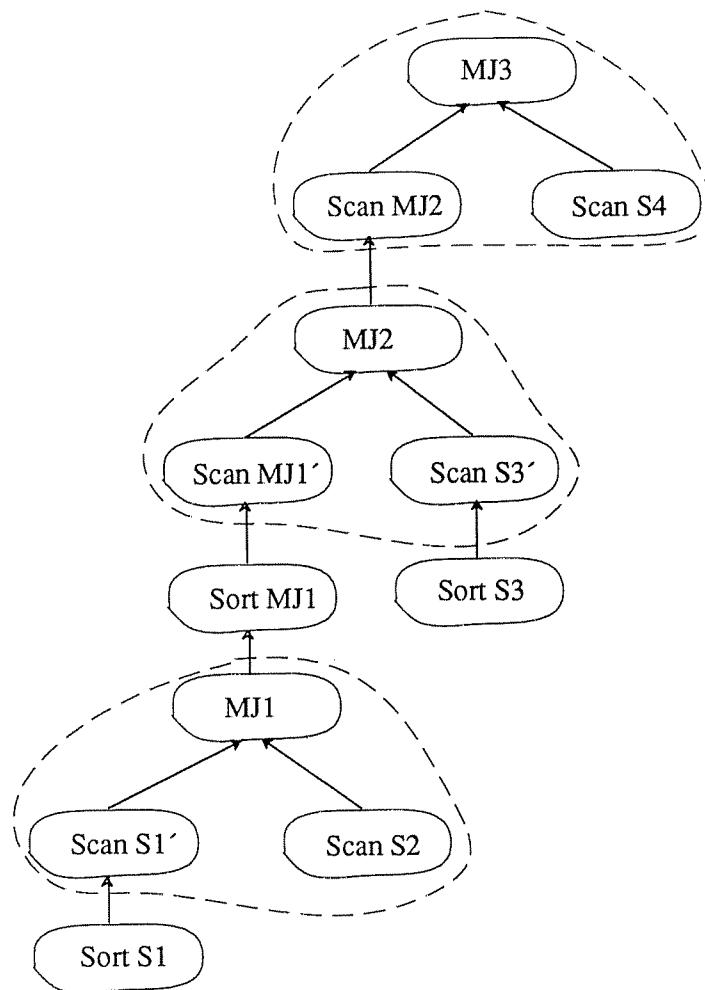 MJ3
Scan MJ2
Scan S4
MJ2
Scan MJ1´
Scan S3´
Sort MJ1
Sort S3
MJ1
Scan S1´
Scan S2
Sort S1